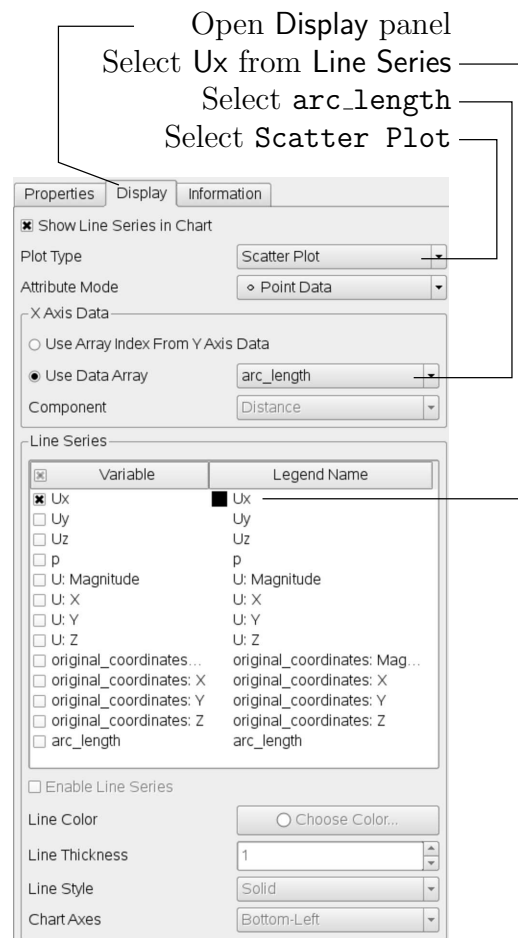 Open Display panel
Select Ux from Line Series
Select arc_length
Select Scatter Plot
Properties Display Information
Show Line Series in Chart
Plot Type Scatter Plot
Attribute Mode Point Data
X Axis Data
Use Array Index From Y Axis Data
Use Data Array arc_length
Component Distance
Line Series
Variable Legend Name
Ux Ux
Uy Uy
Uz Uz
p p
U: Magnitude U: Magnitude
U: X U: X
U: Y U: Y
U: Z U: Z
original_coordinates... original_coordinates: Mag...
original_coordinates: X original_coordinates: X
original_coordinates: Y original_coordinates: Y
original_coordinates: Z original_coordinates: Z
arc_length arc_length
Enable Line Series
Line Color Choose Color...
Line Thickness 1
Line Style Solid
Chart Axes Bottom-Left